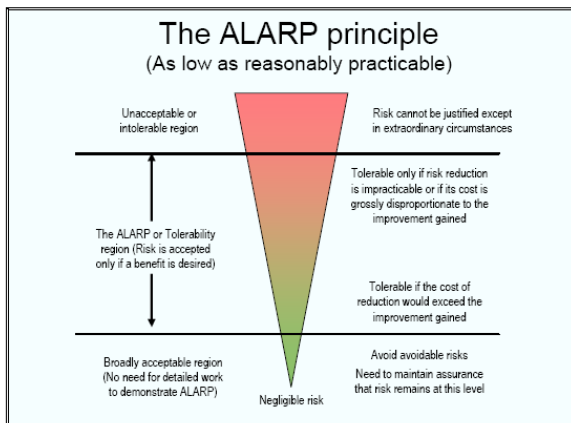 The ALARP principle
(As low as reasonably practicable)
Unacceptable or
intolerable region
Risk cannot be justified except
in extraordinary circumstances
Tolerable only if risk reduction
is impracticable or if its cost is
grossly disproportionate to the
improvement gained
The ALARP or Tolerability
region (Risk is accepted
only if a benefit is desired)
Tolerable if the cost of
reduction would exceed the
improvement gained
Broadly acceptable region
(No need for detailed work
to demonstrate ALARP)
Negligible risk
Avoid avoidable risks
Need to maintain assurance
that risk remains at this level